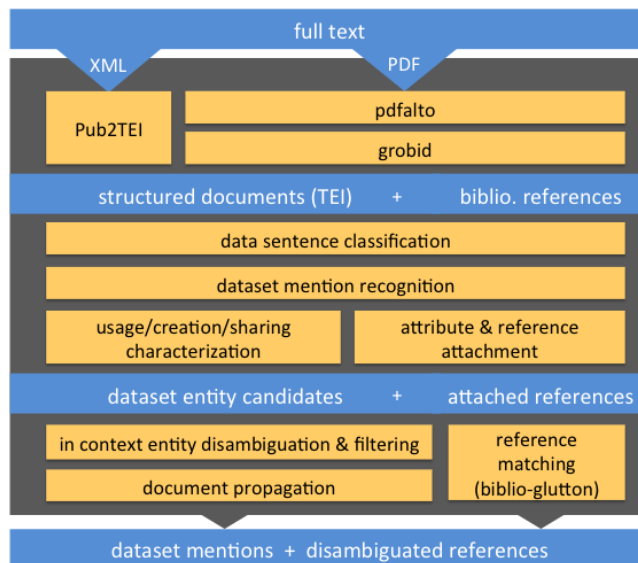 full text
XML
PDF
Pub2TEI
pdfalto
grobid
structured documents (TEI) + biblio. references
data sentence classification
dataset mention recognition
usage/creation/sharing
characterization
attribute & reference
attachment
dataset entity candidates + attached references
in context entity disambiguation & filtering
document propagation
reference
matching
(biblio-glutton)
dataset mentions + disambiguated references